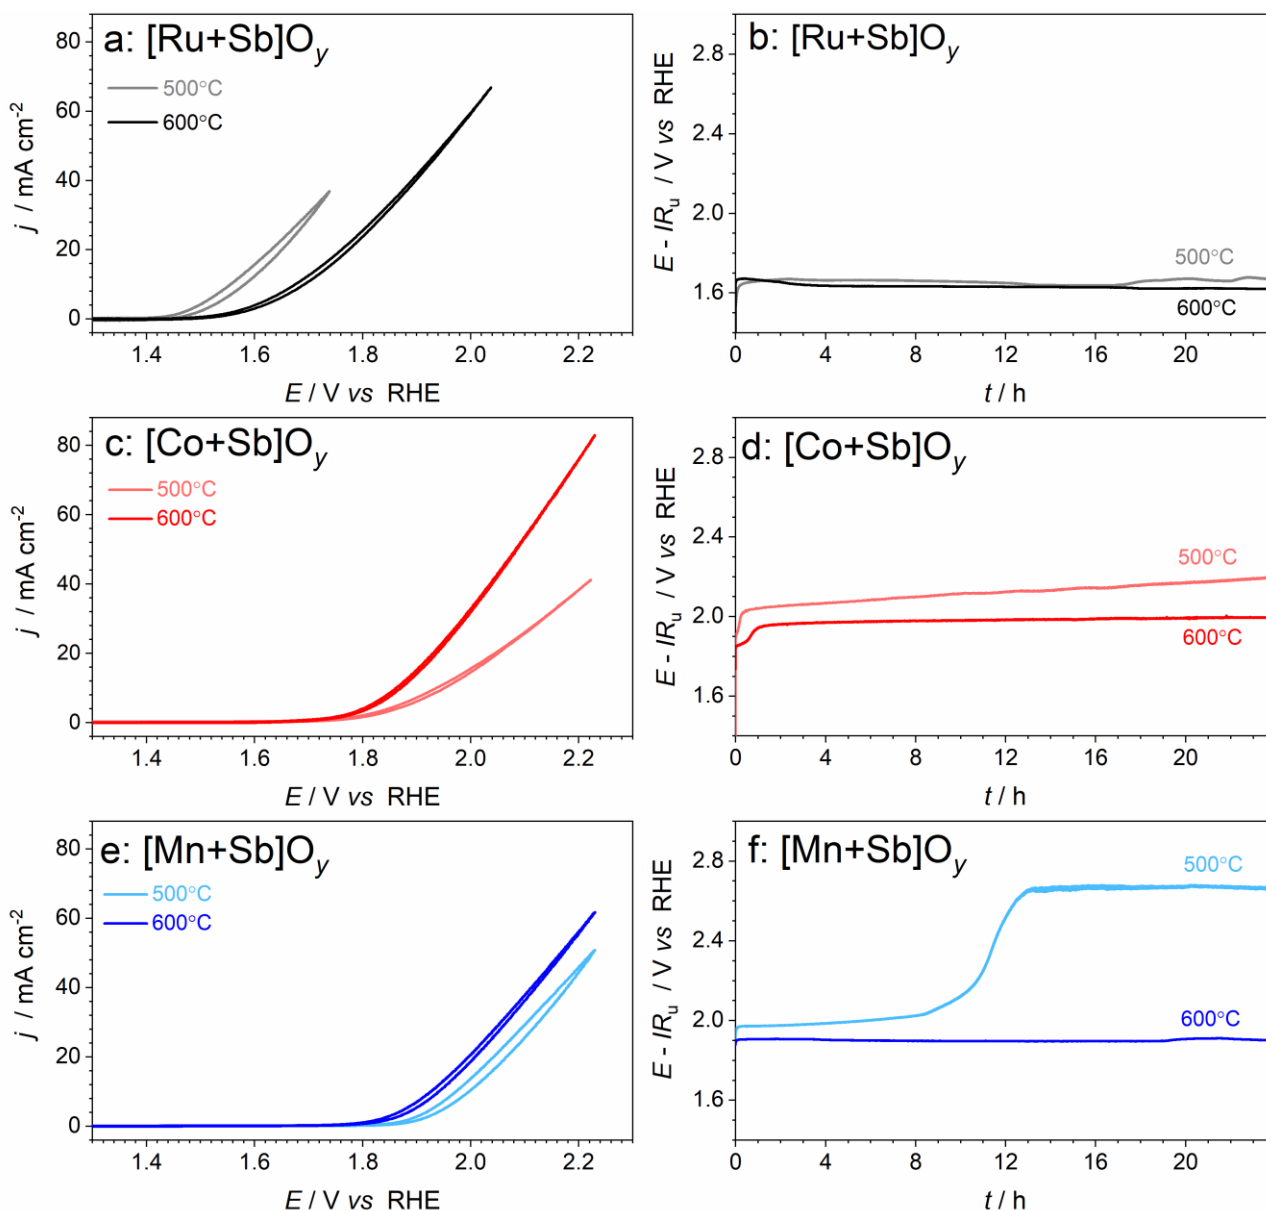 a: [Ru+Sb]Oy
500°C
600°C
80
60
40
20
0
j / mA cm-2
1.4 1.6 1.8 2.0 2.2
E / V vs RHE
b: [Ru+Sb]Oy
2.8
2.4
2.0
1.6
E - IRu / V vs RHE
500°C
600°C
0 4 8 12 16 20
t / h
c: [Co+Sb]Oy
500°C
600°C
80
60
40
20
0
j / mA cm-2
1.4 1.6 1.8 2.0 2.2
E / V vs RHE
d: [Co+Sb]Oy
2.8
2.4
2.0
1.6
E - IRu / V vs RHE
500°C
600°C
0 4 8 12 16 20
t / h
e: [Mn+Sb]Oy
500°C
600°C
80
60
40
20
0
j / mA cm-2
1.4 1.6 1.8 2.0 2.2
E / V vs RHE
f: [Mn+Sb]Oy
2.8
2.4
2.0
1.6
E - IRu / V vs RHE
500°C
600°C
0 4 8 12 16 20
t / h